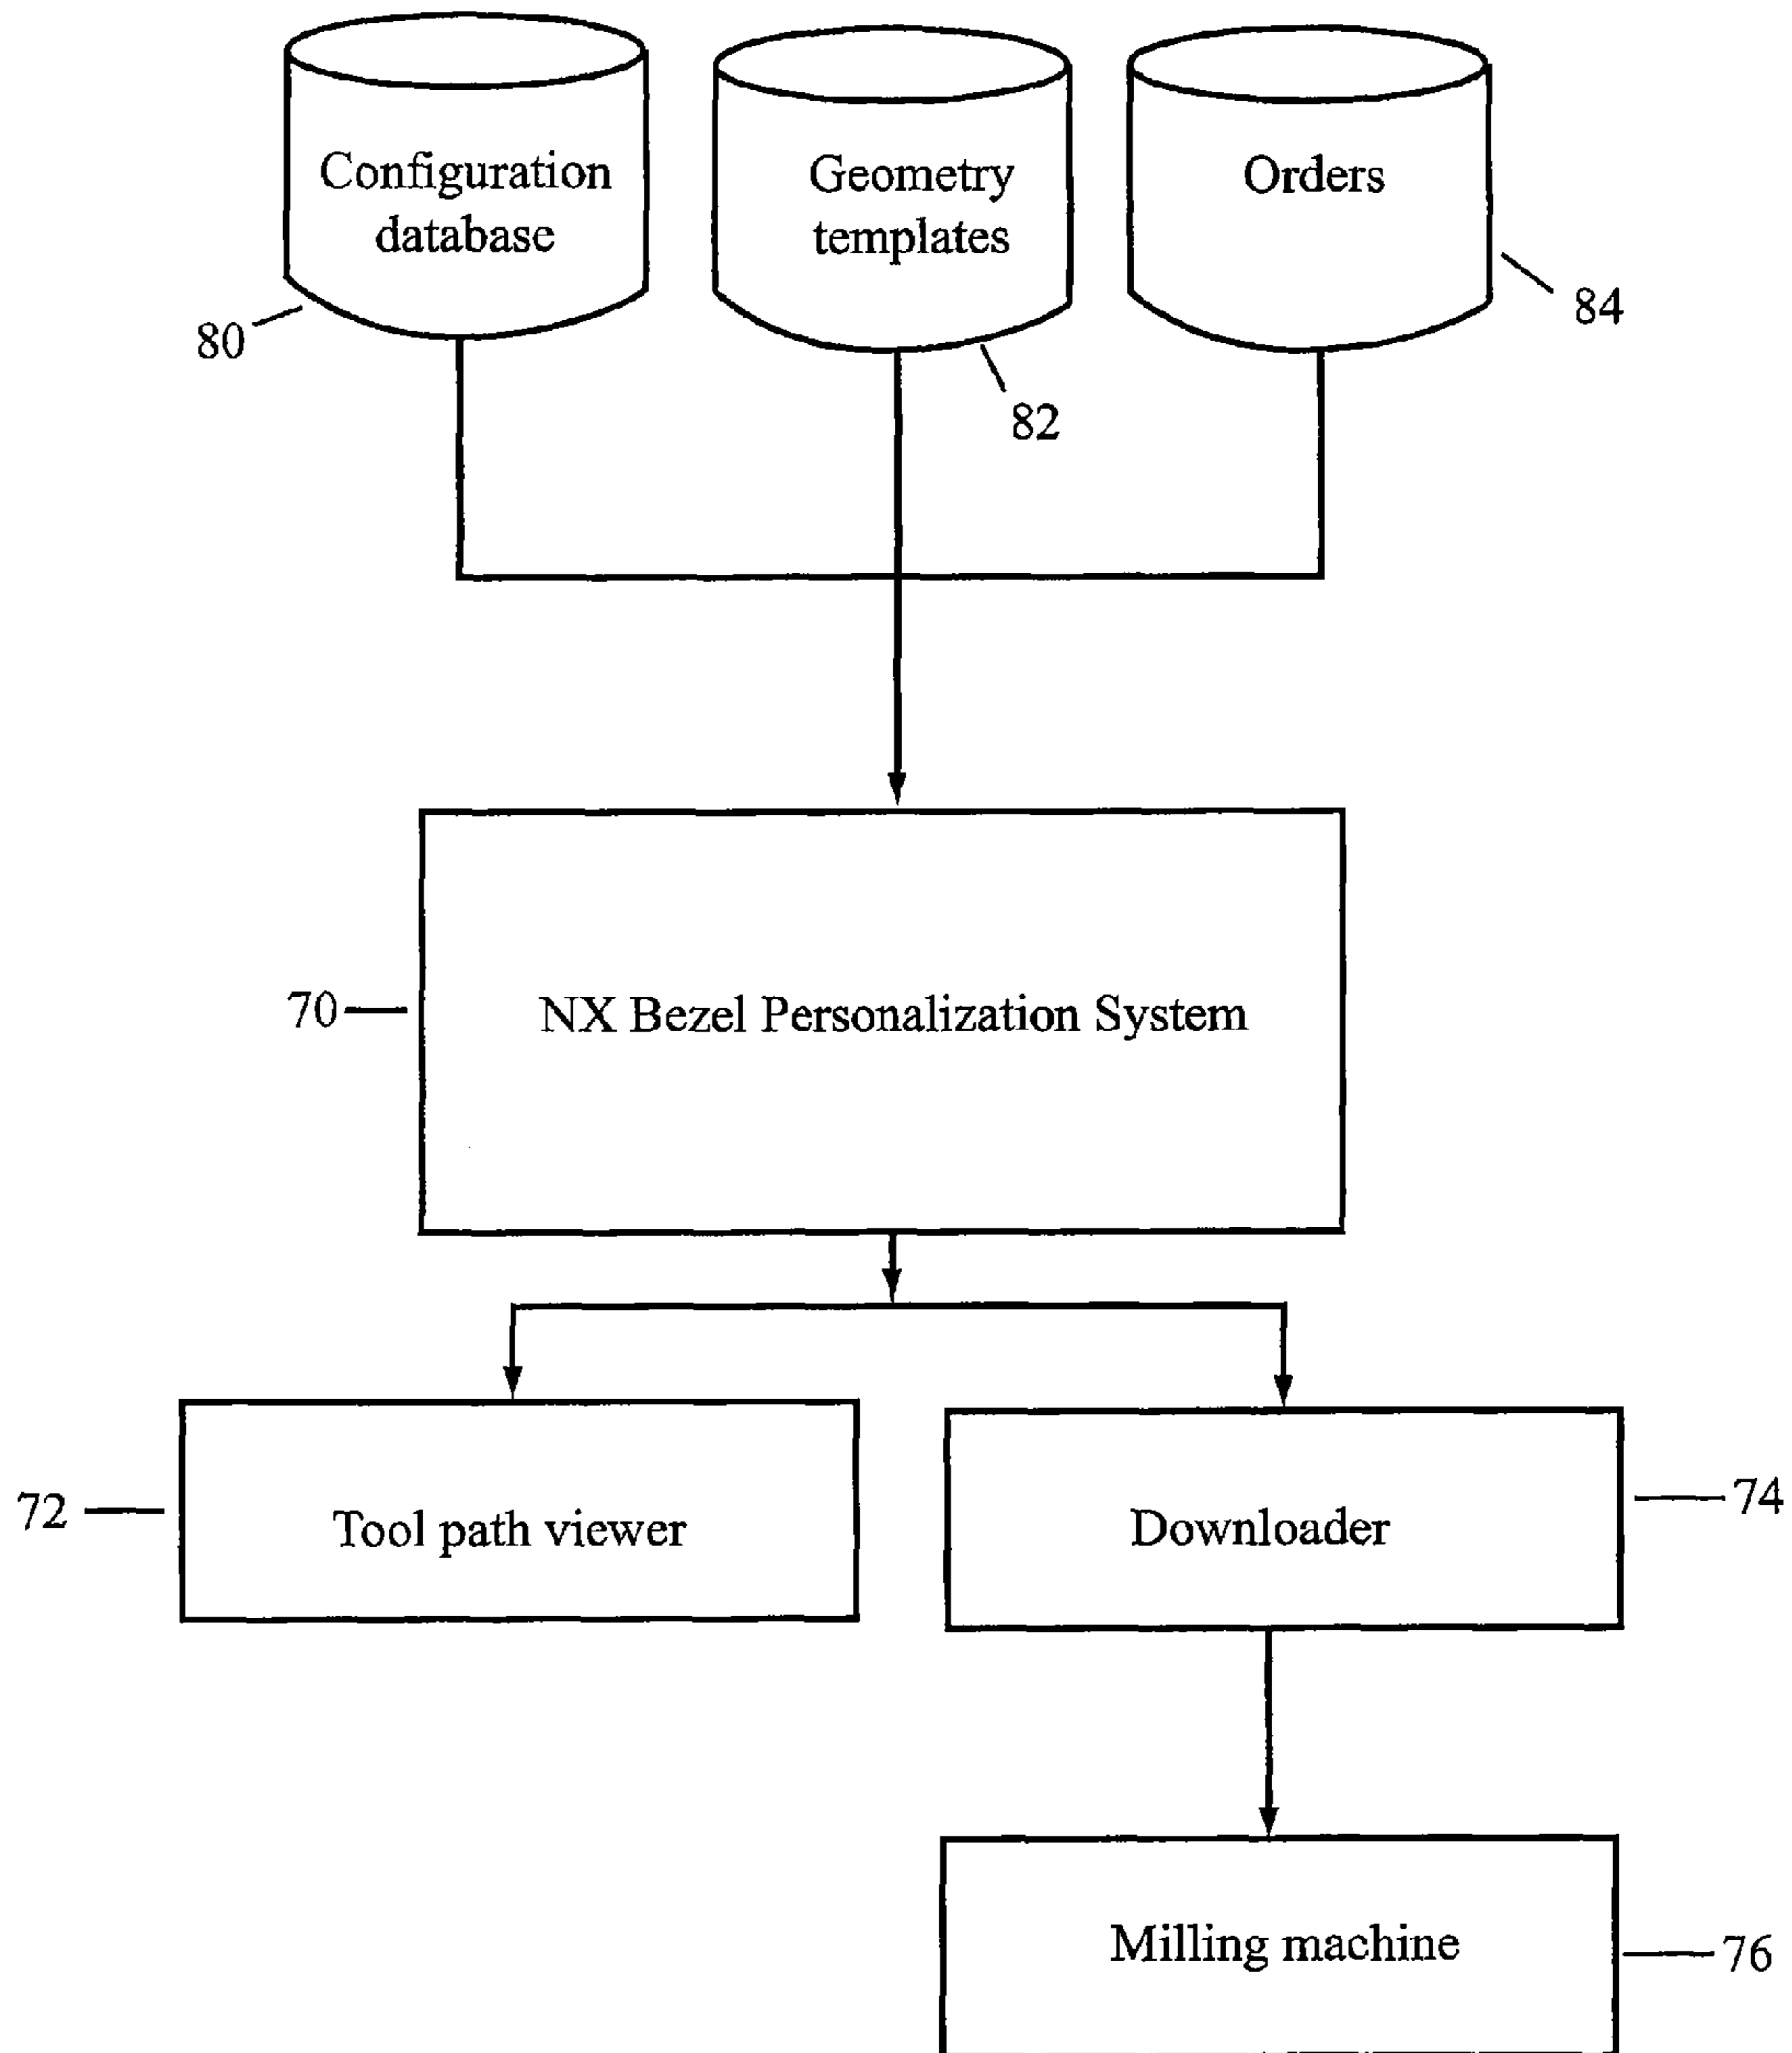 Configuration
database
Geometry
templates
Orders
80
82
84
70
NX Bezel Personalization System
72
Tool path viewer
Downloader
74
Milling machine
76